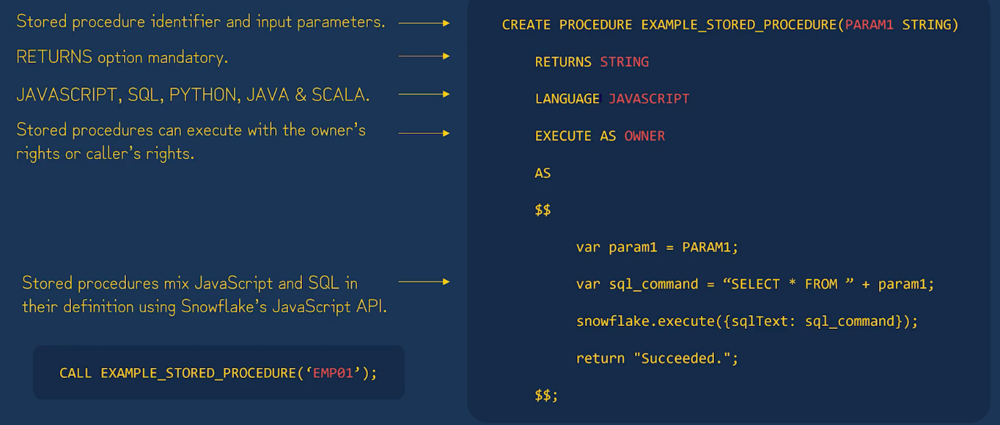 Stored procedure identifier and input parameters.
RETURNS option mandatory.
JAVASCRIPT, SQL, PYTHON, JAVA & SCALA.
Stored procedures can execute with the owner's
rights or caller's rights.
Stored procedures mix JavaScript and SQL in
their definition using Snowflake's JavaScript API.
CALL EXAMPLE_STORED_PROCEDURE(‘EMP01’);
CREATE PROCEDURE EXAMPLE_STORED_PROCEDURE(PARAM1 STRING)
RETURNS STRING
LANGUAGE JAVASCRIPT
EXECUTE AS OWNER
AS
$$
var param1 = PARAM1;
var sql_command = “SELECT * FROM ” + param1;
snowflake.execute({sqlText: sql_command});
return "Succeeded.";
$$;